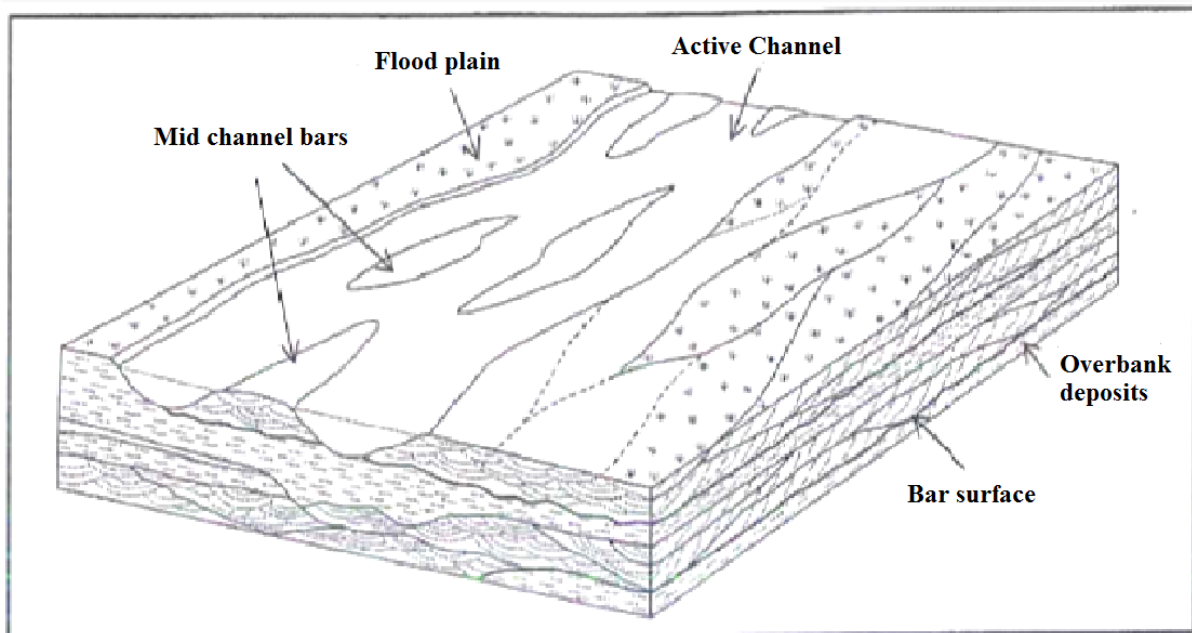 Active Channel
Flood plain
Mid channel bars
Overbank
deposits
Bar surface